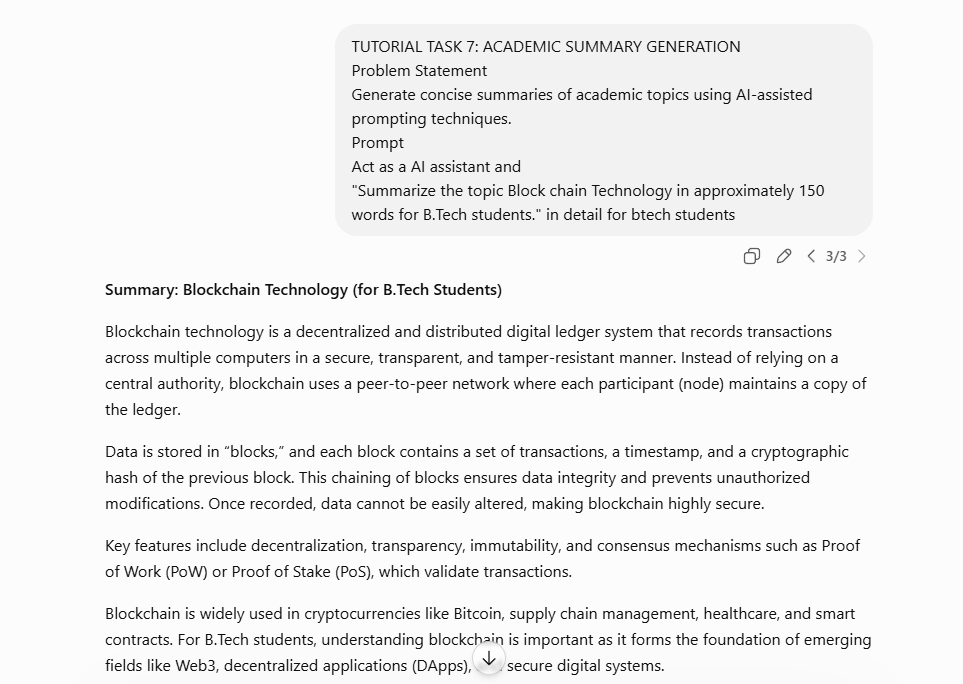 TUTORIAL TASK 7: ACADEMIC SUMMARY GENERATION
Problem Statement
Generate concise summaries of academic topics using AI-assisted
prompting techniques.
Prompt
Act as a AI assistant and
"Summarize the topic Block chain Technology in approximately 150
words for B.Tech students." in detail for btech students
3/3
Summary: Blockchain Technology (for B.Tech Students)
Blockchain technology is a decentralized and distributed digital ledger system that records transactions
across multiple computers in a secure, transparent, and tamper-resistant manner. Instead of relying on a
central authority, blockchain uses a peer-to-peer network where each participant (node) maintains a copy of
the ledger.
Data is stored in “blocks,” and each block contains a set of transactions, a timestamp, and a cryptographic
hash of the previous block. This chaining of blocks ensures data integrity and prevents unauthorized
modifications. Once recorded, data cannot be easily altered, making blockchain highly secure.
Key features include decentralization, transparency, immutability, and consensus mechanisms such as Proof
of Work (PoW) or Proof of Stake (PoS), which validate transactions.
Blockchain is widely used in cryptocurrencies like Bitcoin, supply chain management, healthcare, and smart
contracts. For B.Tech students, understanding blockchain is important as it forms the foundation of emerging
fields like Web3, decentralized applications (DApps), secure digital systems.